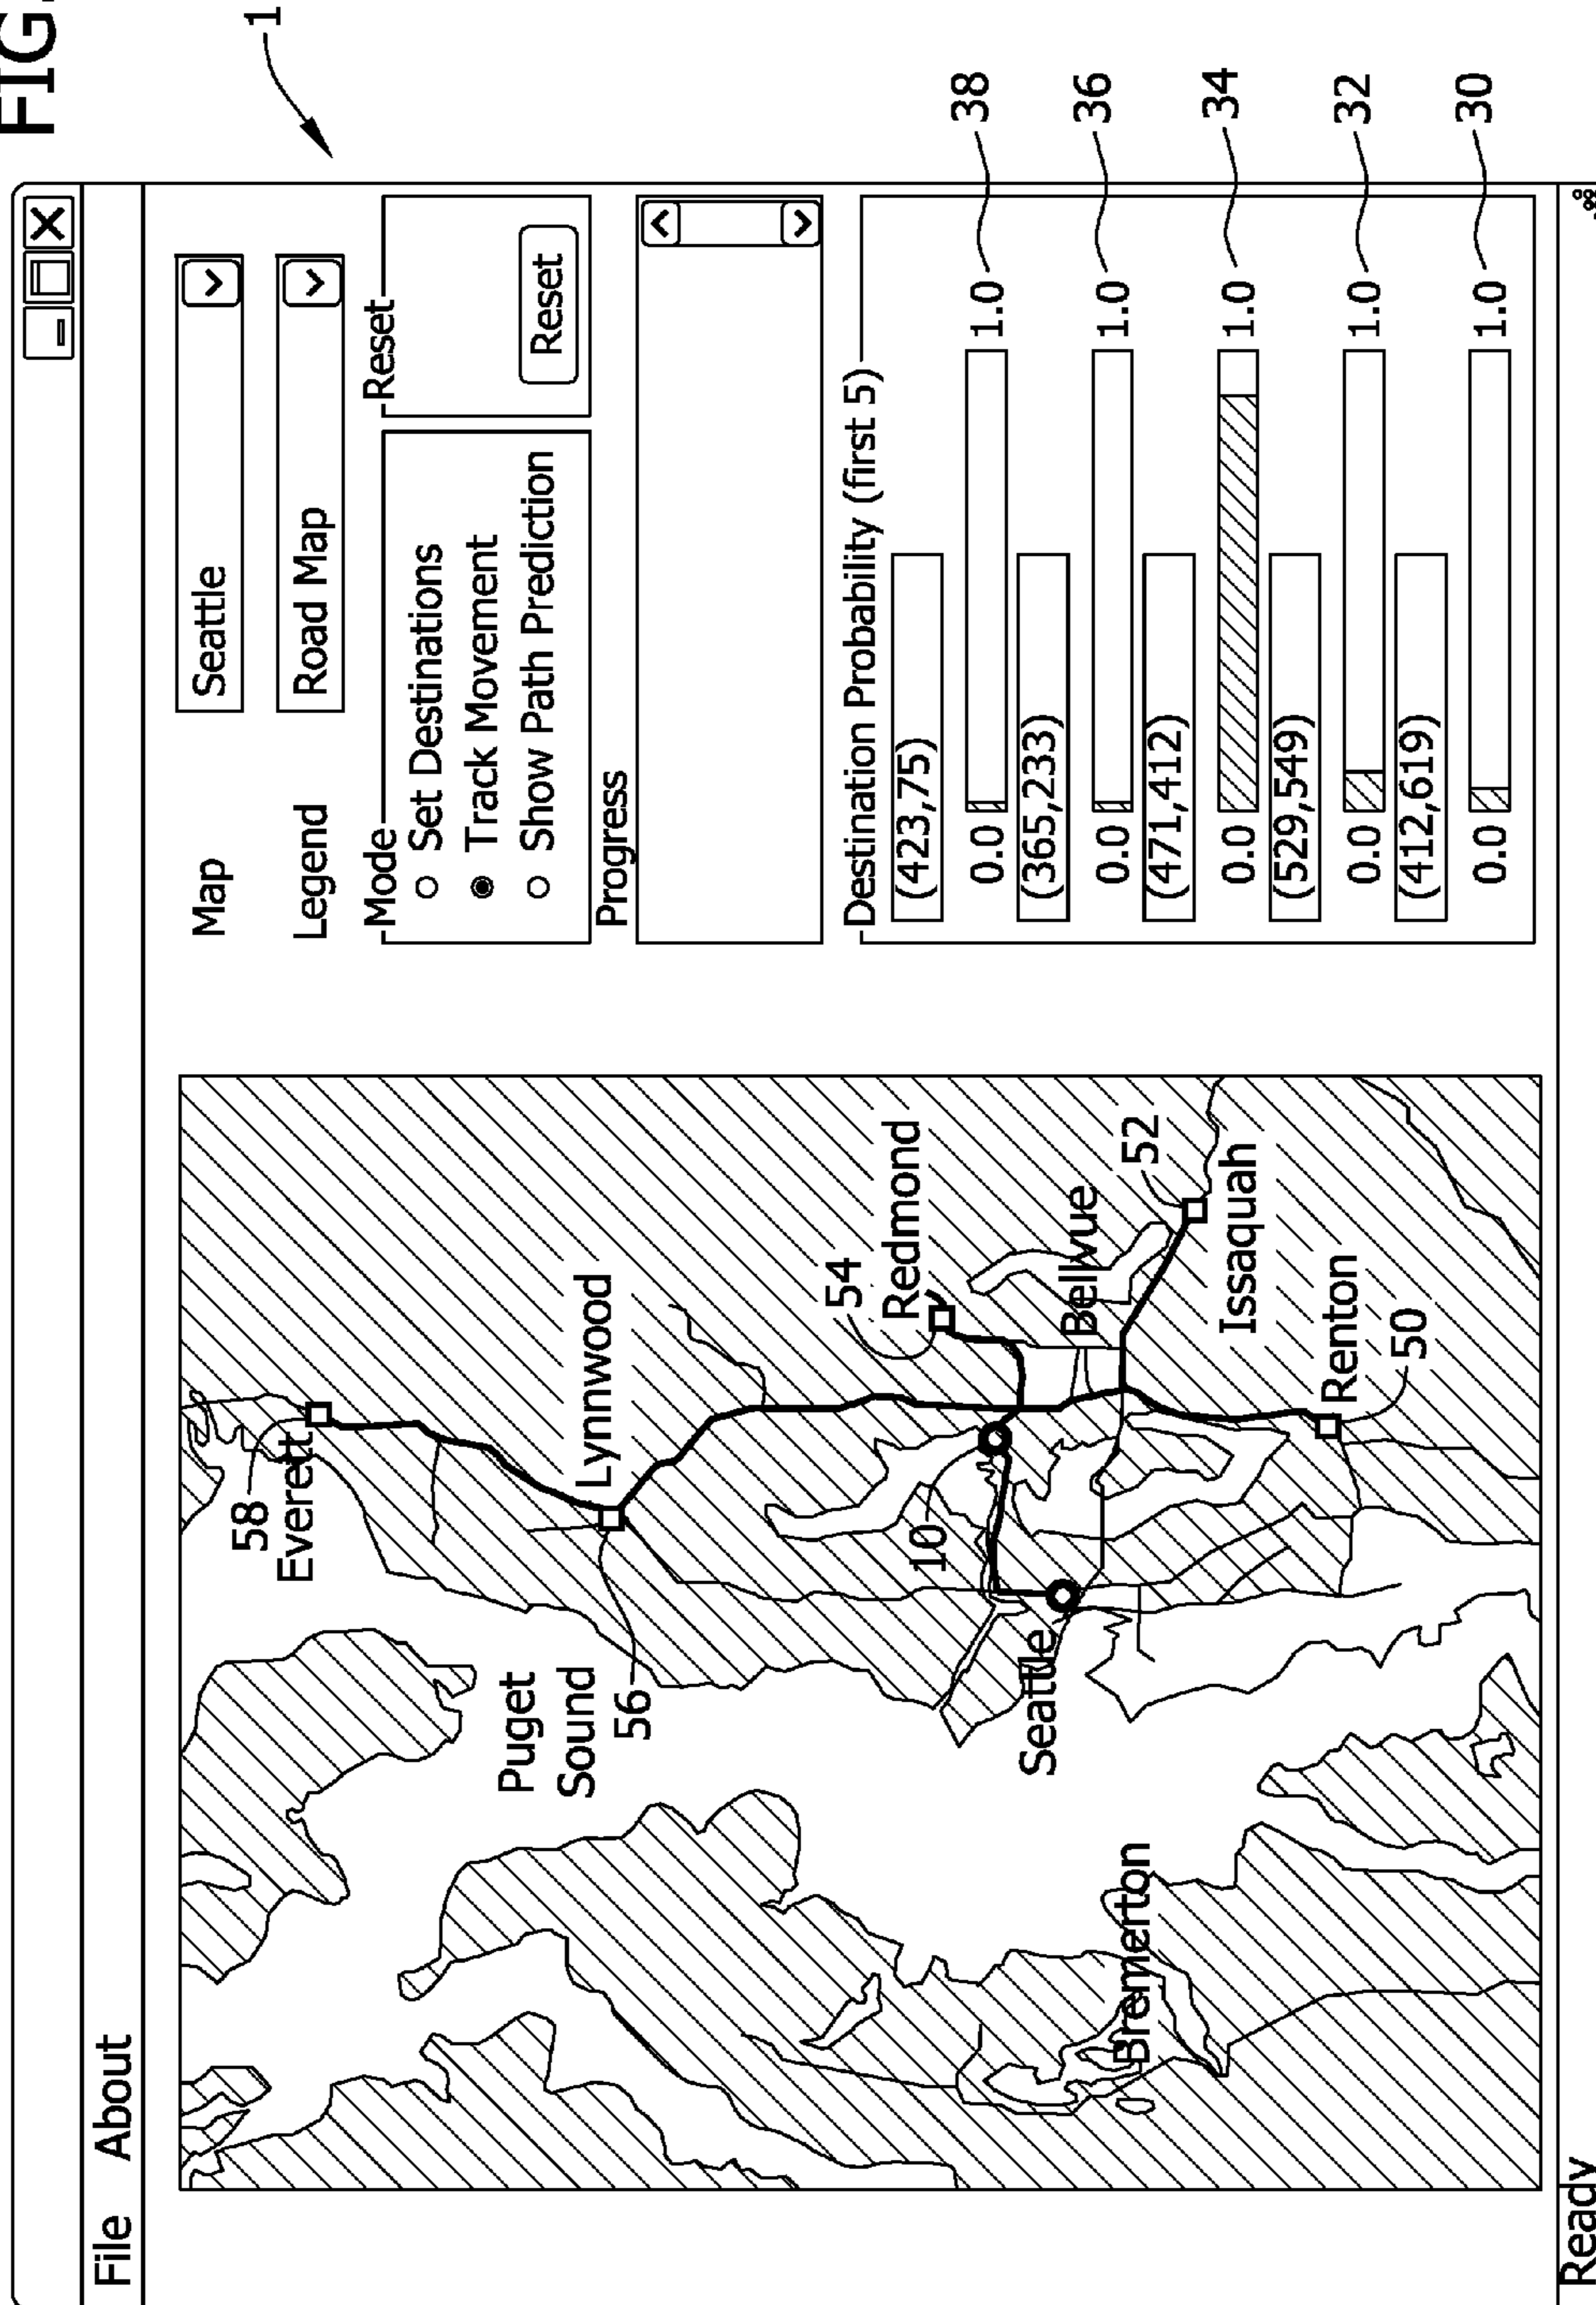 FIG.
1
File About
Map Seattle
Legend Road Map
Mode
Set Destinations
Track Movement
Show Path Prediction
Reset
Reset
Progress
Destination Probability (first 5)
(423,75)
0.0 1.0 38
(365,233)
0.0 1.0 36
(471,412)
0.0 1.0 34
(529,549)
0.0 1.0 32
(412,619)
0.0 1.0 30
58
Everett
Puget
Sound
Lynnwood
56
54
Redmond
10
Seattle
Bellvue
52
Bremerton
Issaquah
Renton
50
Ready